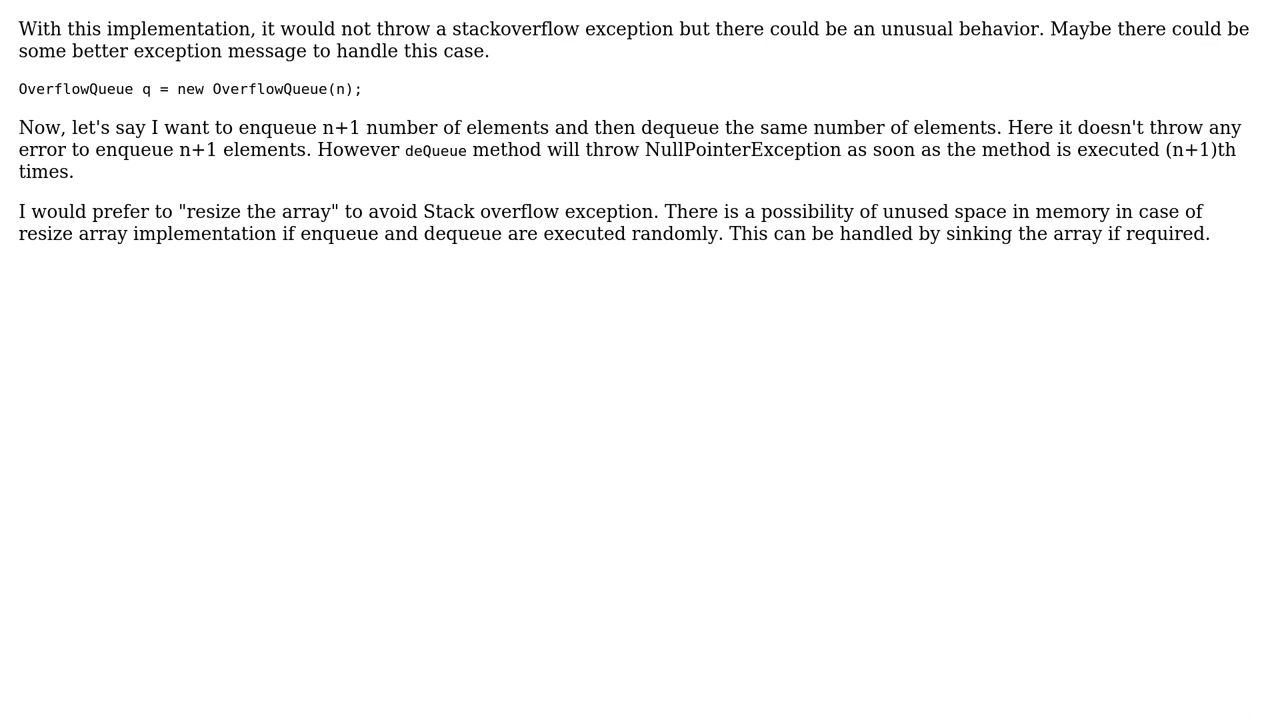 With this implementation, it would not throw a stackoverflow exception but there could be an unusual behavior. Maybe there could be
some better exception message to handle this case.
OverflowQueue q = new OverflowQueue(n);
Now, let's say I want to enqueue n+1 number of elements and then dequeue the same number of elements. Here it doesn't throw any
error to enqueue n+1 elements. However deQueue method will throw NullPointerException as soon as the method is executed (n+1)th
times.
I would prefer to "resize the array" to avoid Stack overflow exception. There is a possibility of unused space in memory in case of
resize array implementation if enqueue and dequeue are executed randomly. This can be handled by sinking the array if required.